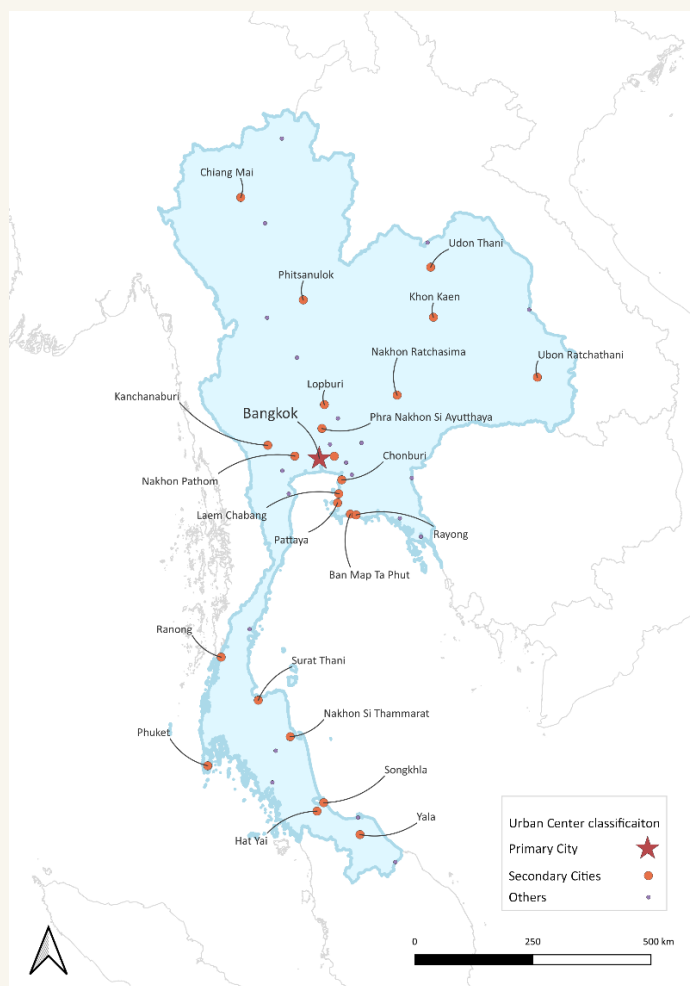 Chiang Mai
Udon Thani
Phitsanulok
Khon Kaen
Nakhon Ratchasima
Ubon Ratchathani
Lopburi
Kanchanaburi
Bangkok
Phra Nakhon Si Ayutthaya
Nakhon Pathom
Chonburi
Laem Chabang
Pattaya
Rayong
Ban Map Ta Phut
Ranong
Surat Thani
Nakhon Si Thammarat
Phuket
Songkhla
Yala
Hat Yai
Urban Center classificaiton
Primary City
Secondary Cities
Others
0 250 500 km